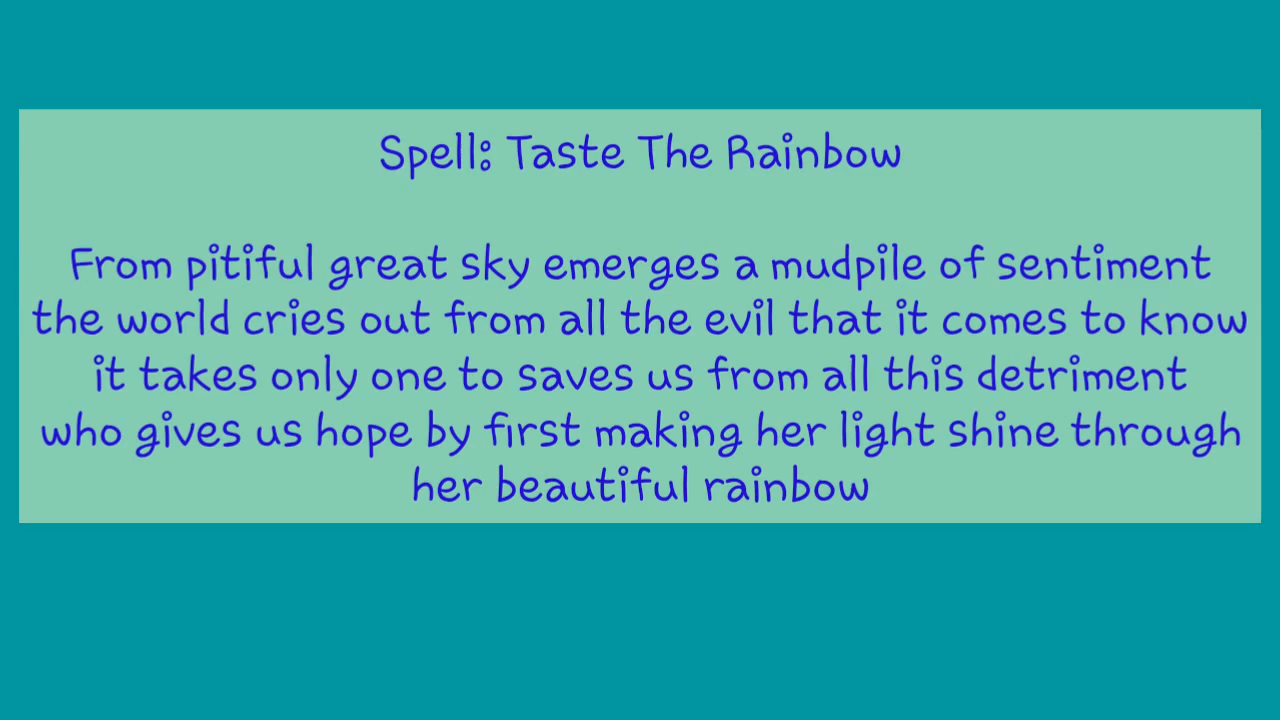 Spell: Taste The Rainbow
From pitiful great sky emerges a mudpile of sentiment
the world cries out from all the evil that it comes to know
it takes only one to saves us from all this detriment
who gives us hope by first making her light shine through
her beautiful rainbow